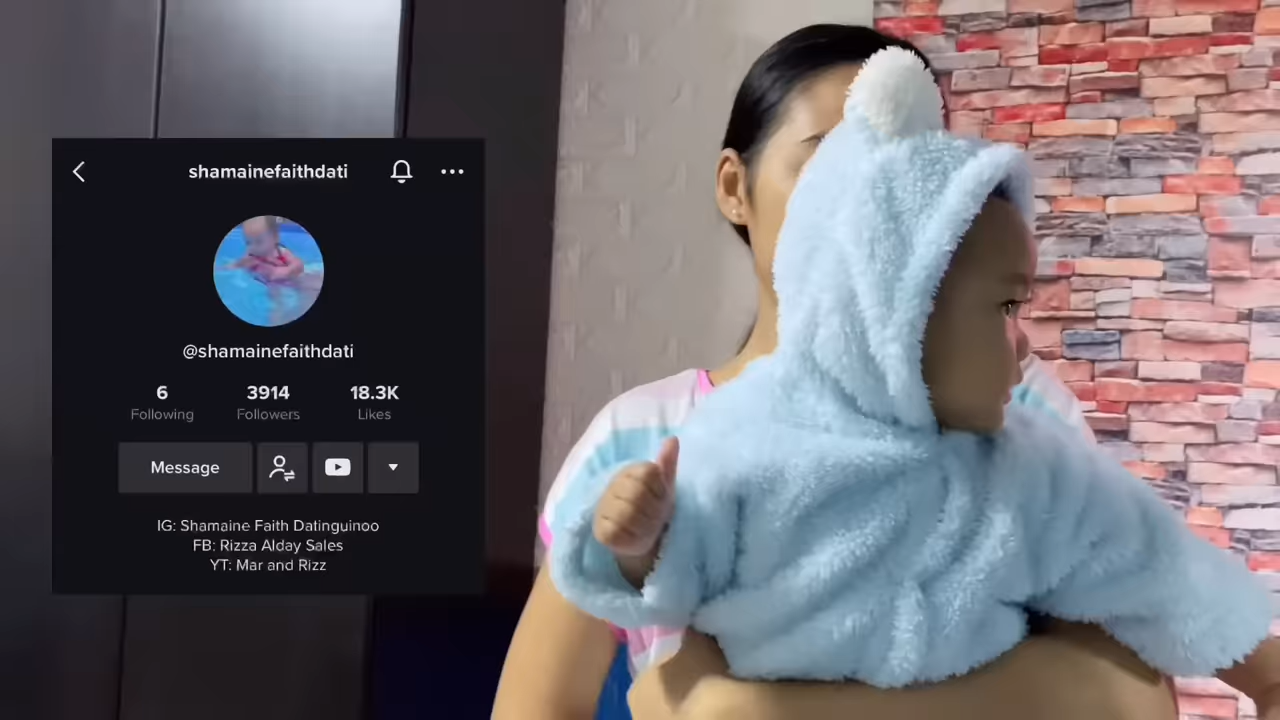 shamainefaithdati
@shamainefaithdati
6 3914 18.3K
Following Followers Likes
Message
IG: Shamaine Faith Datinguinoo
FB: Rizza Alday Sales
YT: Mar and Rizz